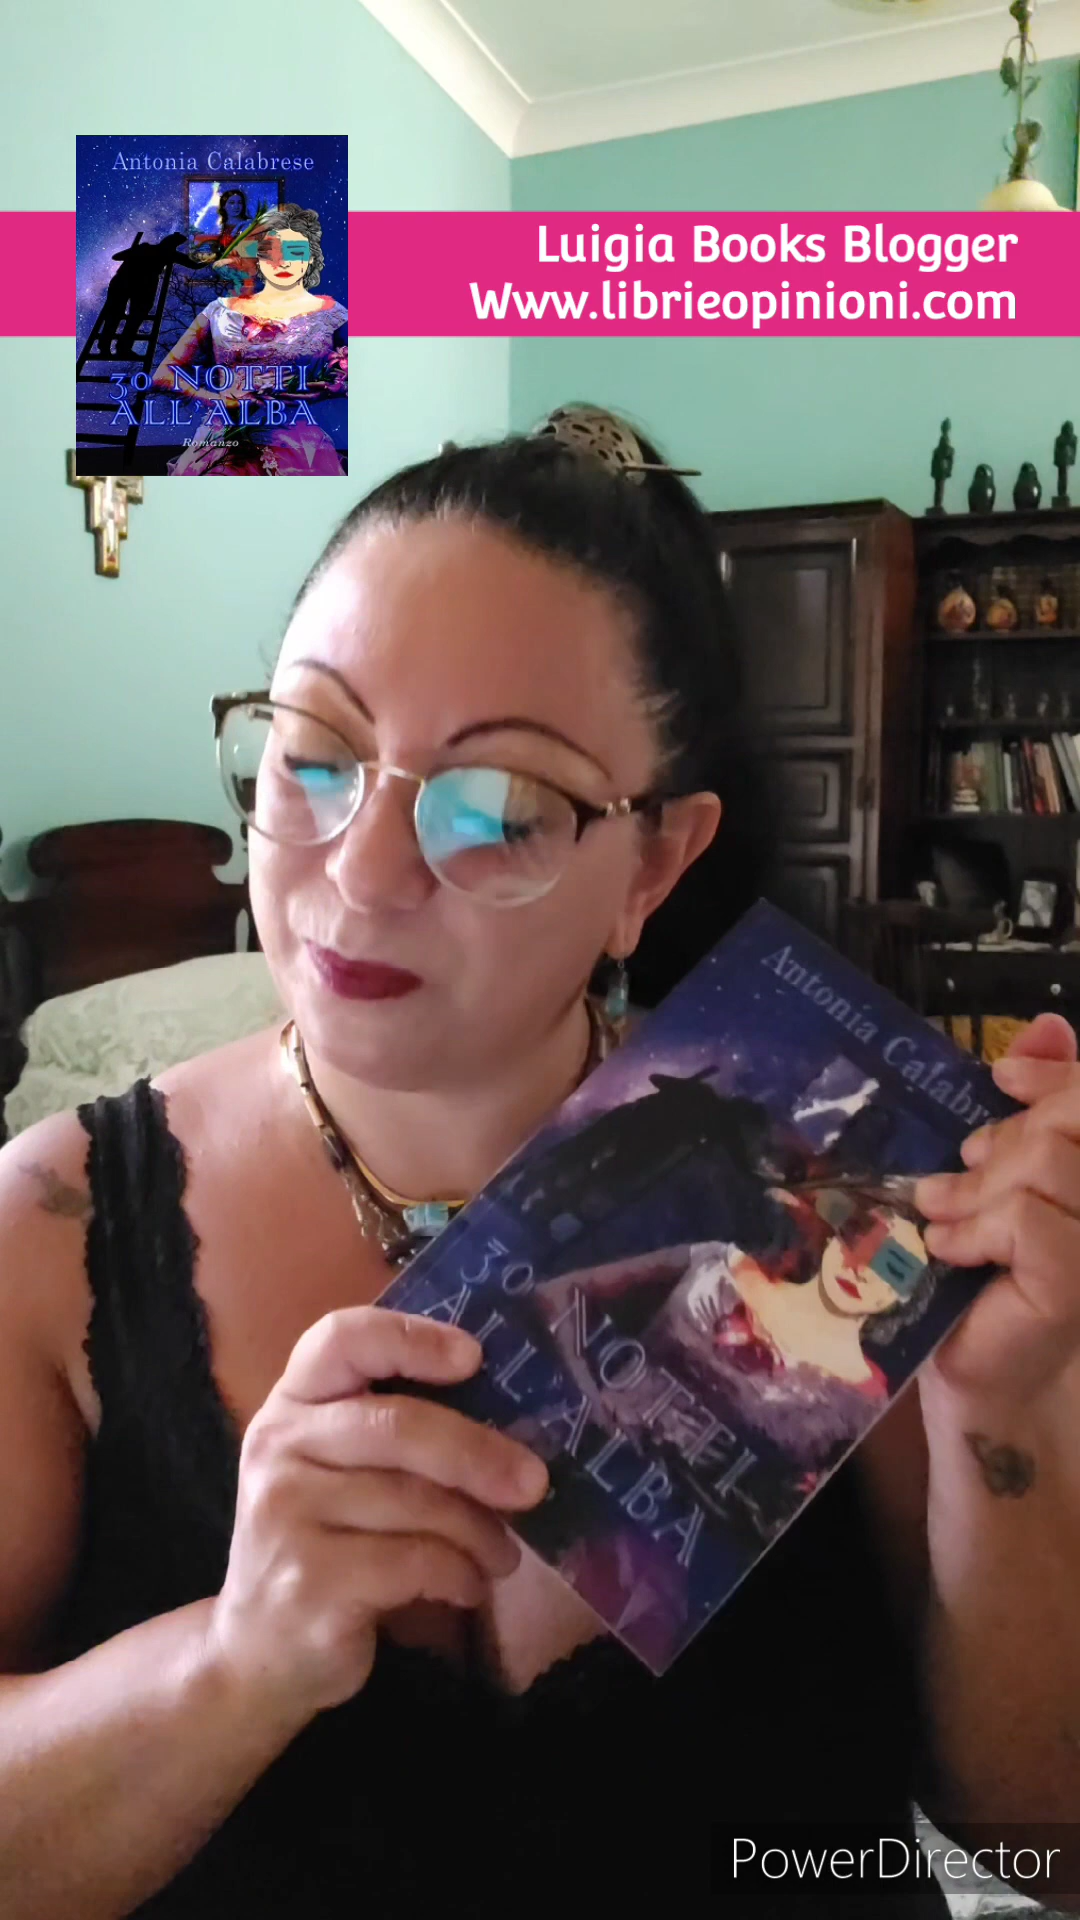 Antonia Calabrese
30 NOTTI
ALL'ALBA
Romanzo
Luigia Books Blogger
Www.librieopinioni.com
Antonia Calabre
30 NOTTI
ALL'ALBA
PowerDirector